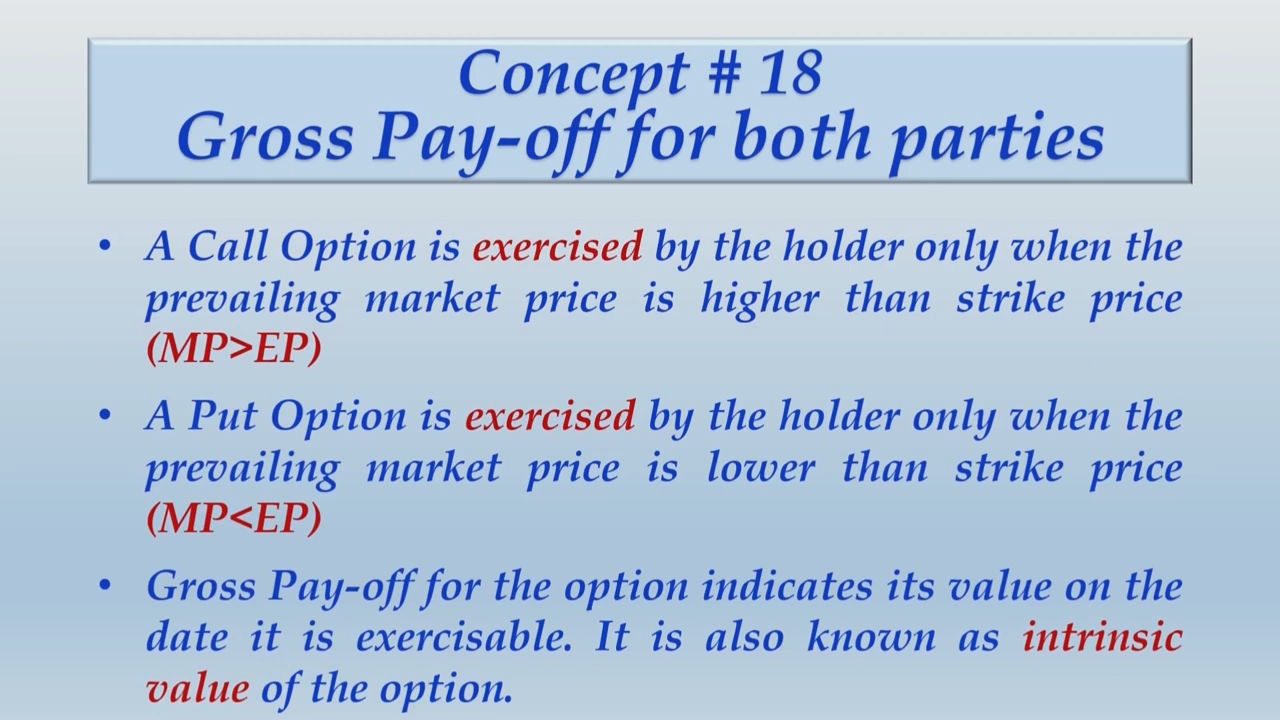 Concept # 18
Gross Pay-off for both parties
• A Call Option is exercised by the holder only when the
prevailing market price is higher than strike price
(MP>EP)
• A Put Option is exercised by the holder only when the
prevailing market price is lower than strike price
(MP<EP)
• Gross Pay-off for the option indicates its value on the
date it is exercisable. It is also known as intrinsic
value of the option.